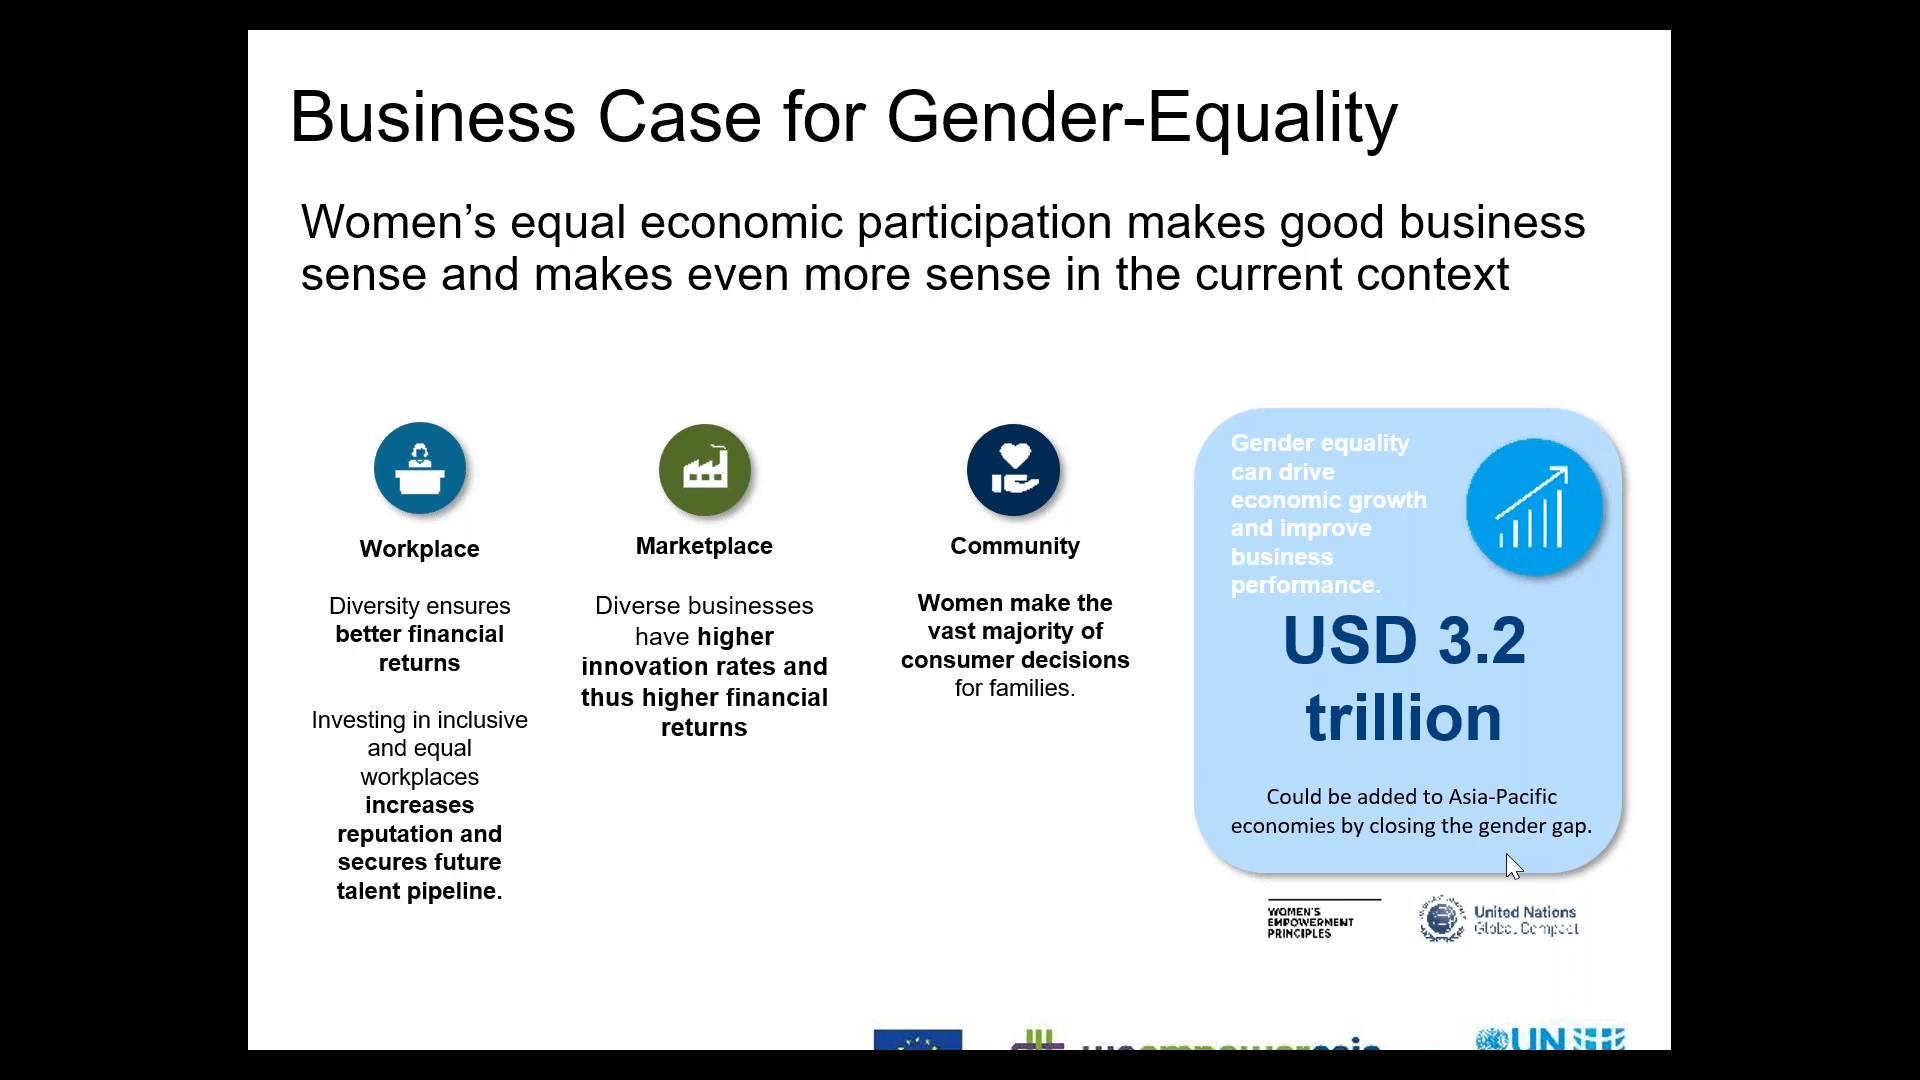 Business Case for Gender-Equality
Women’s equal economic participation makes good business
sense and makes even more sense in the current context
Workplace
Diversity ensures
better financial
returns
Investing in inclusive
and equal
workplaces
increases
reputation and
secures future
talent pipeline.
Marketplace
Diverse businesses
have higher
innovation rates and
thus higher financial
returns
Community
Women make the
vast majority of
consumer decisions
for families.
Gender equality
can drive
economic growth
and improve
business
performance.
USD 3.2
trillion
Could be added to Asia-Pacific
economies by closing the gender gap.
WOMEN'S
EMPOWERMENT
PRINCIPLES
United Nations
Global Compact
weempowerasia
UN